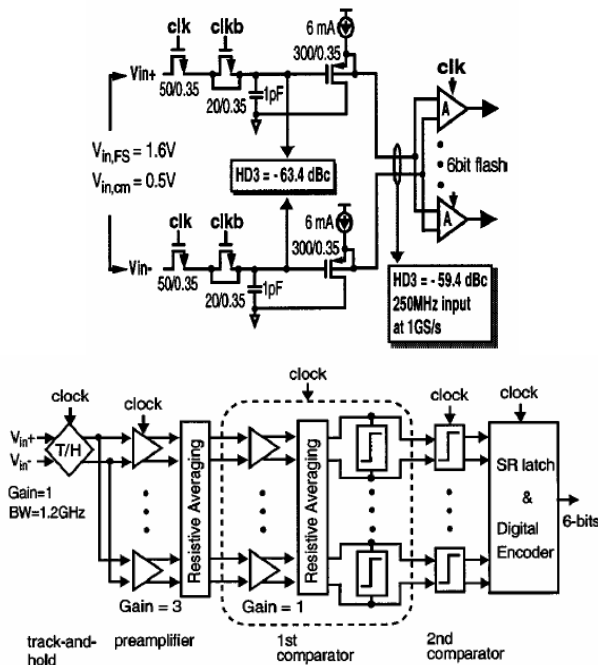 6 mA
clk clkb
300/0.35
Vin+
clk
50/0.35
1pF
20/0.35
A
V_in,FS = 1.6V
V_in,cm = 0.5V
HD3 = - 63.4 dBc
6bit flash
6 mA
clk clkb
300/0.35
A
Vin-
50/0.35
1pF
20/0.35
HD3 = - 59.4 dBc
250MHz input
at 1GS/s
clock
clock clock clock clock
V_in+
V_in-
T/H
Gain=1
BW=1.2GHz
Resistive Averaging
Resistive Averaging
SR latch
&
Digital
Encoder
6-bits
Gain = 3 Gain = 1
track-and-hold
preamplifier
1st comparator
2nd comparator